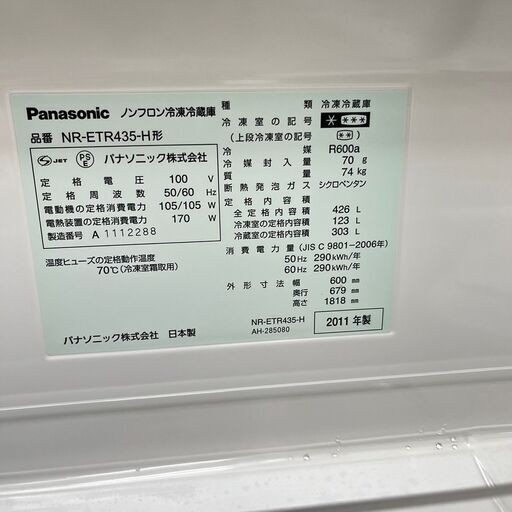 Panasonic ノンフロン冷凍冷蔵庫
品番 NR-ETR435-H形
S JET PSE パナソニック株式会社
定格電圧 100 V
定格周波数 50/60 Hz
電動機の定格消費電力 105/105 W
電熱装置の定格消費電力 170 W
製造番号 A 1112288
温度ヒューズの定格動作温度
70℃(冷凍室霜取用)
パナソニック株式会社 日本製
種類 冷凍冷蔵庫
冷凍室の記号 ****
(上段冷凍室の記号) **
冷媒 R600a
冷媒封入量 70 g
質量 74 kg
断熱発泡ガス シクロペンタン
定格内容積
全定格内容積 426 L
冷凍室の定格内容積 123 L
冷蔵室の定格内容積 303 L
消費電力量(JIS C 9801-2006年)
50Hz 290kWh/年
60Hz 290kWh/年
外形寸法 幅 600 mm
奥行 679 mm
高さ 1818 mm
NR-ETR435-H
AH-285080
2011年製